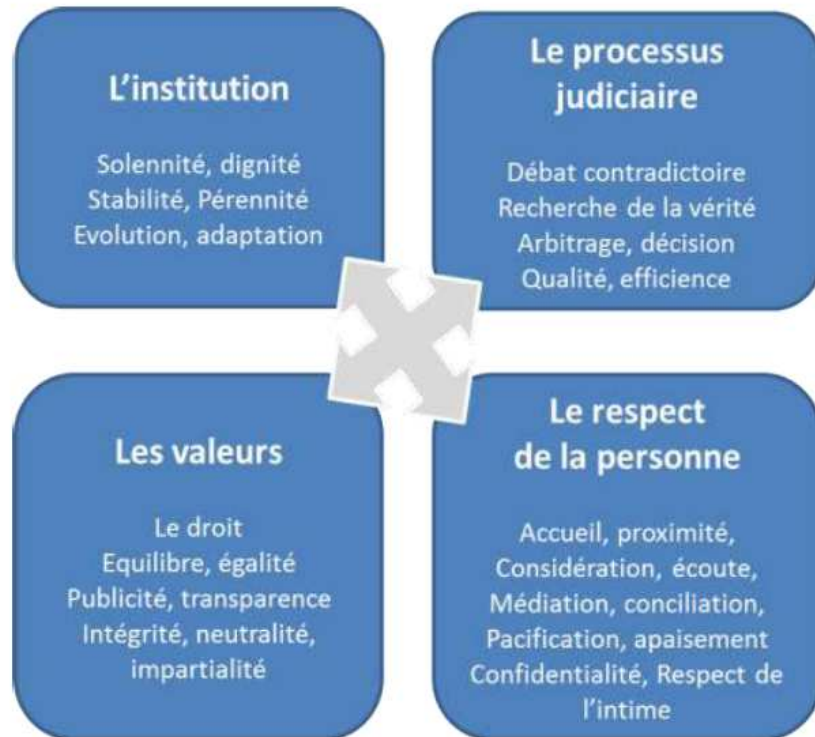 L'institution
Solennité, dignité
Stabilité, Pérennité
Evolution, adaptation
Le processus
judiciaire
Débat contradictoire
Recherche de la vérité
Arbitrage, décision
Qualité, efficience
Les valeurs
Le droit
Equilibre, égalité
Publicité, transparence
Intégrité, neutralité,
impartialité
Le respect
de la personne
Accueil, proximité,
Considération, écoute,
Médiation, conciliation,
Pacification, apaisement
Confidentialité, Respect de
l'intime